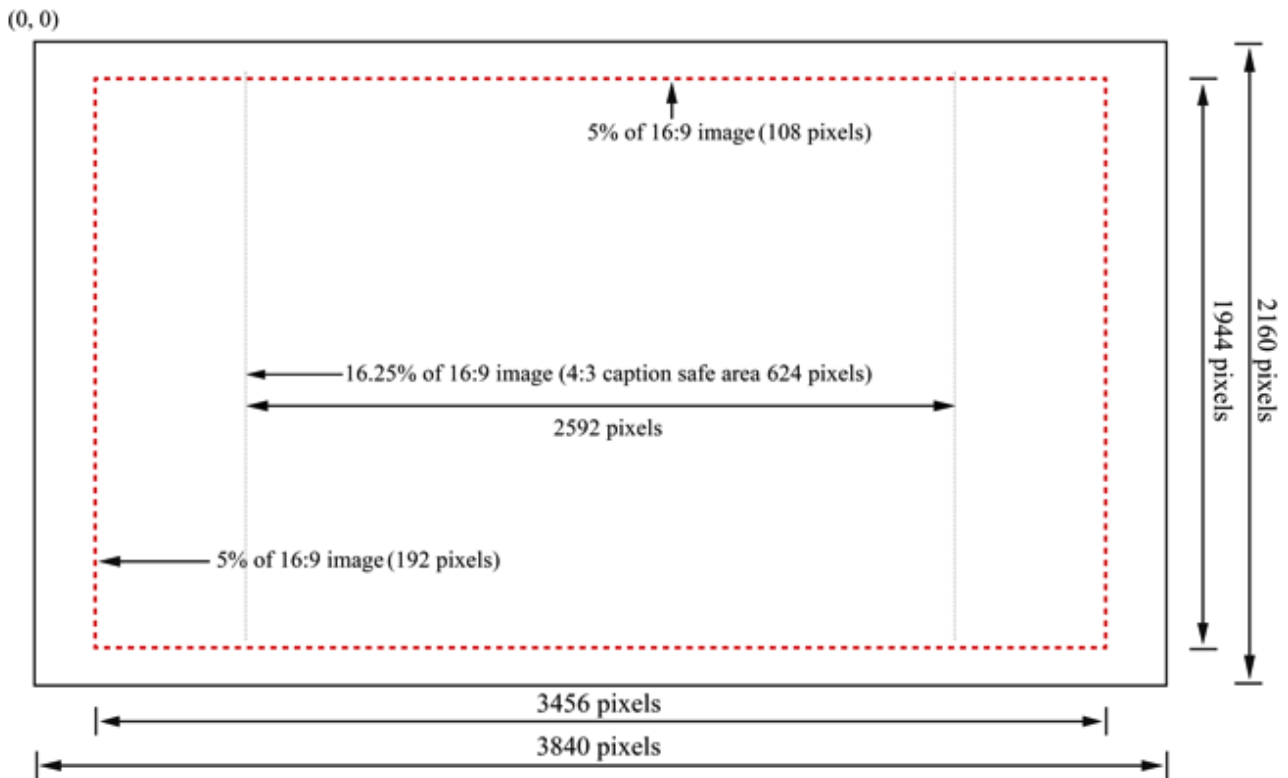 (0, 0)
5% of 16:9 image (108 pixels)
16.25% of 16:9 image (4:3 caption safe area 624 pixels)
2592 pixels
5% of 16:9 image (192 pixels)
1944 pixels
2160 pixels
3456 pixels
3840 pixels